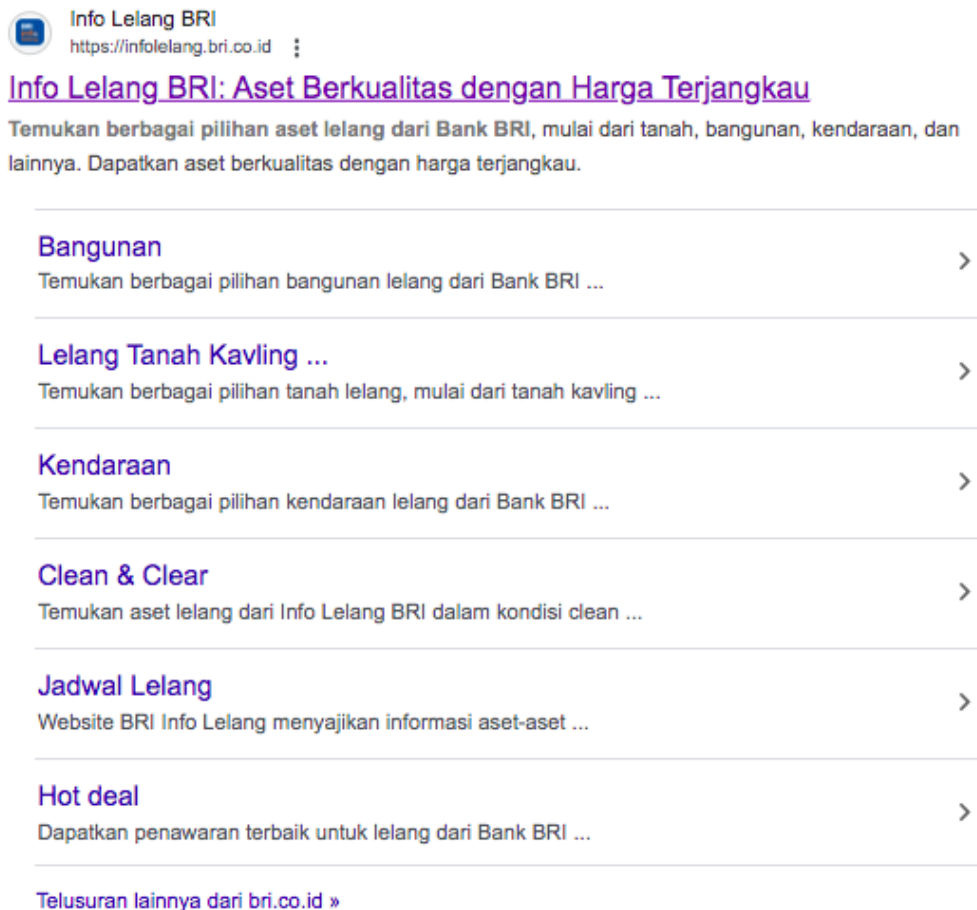 Info Lelang BRI
https://infolelang.bri.co.id
Info Lelang BRI: Aset Berkualitas dengan Harga Terjangkau
Temukan berbagai pilihan aset lelang dari Bank BRI, mulai dari tanah, bangunan, kendaraan, dan
lainnya. Dapatkan aset berkualitas dengan harga terjangkau.
Bangunan
Temukan berbagai pilihan bangunan lelang dari Bank BRI ...
Lelang Tanah Kavling ...
Temukan berbagai pilihan tanah lelang, mulai dari tanah kavling ...
Kendaraan
Temukan berbagai pilihan kendaraan lelang dari Bank BRI ...
Clean & Clear
Temukan aset lelang dari Info Lelang BRI dalam kondisi clean ...
Jadwal Lelang
Website BRI Info Lelang menyajikan informasi aset-aset ...
Hot deal
Dapatkan penawaran terbaik untuk lelang dari Bank BRI ...
Telusuran lainnya dari bri.co.id »